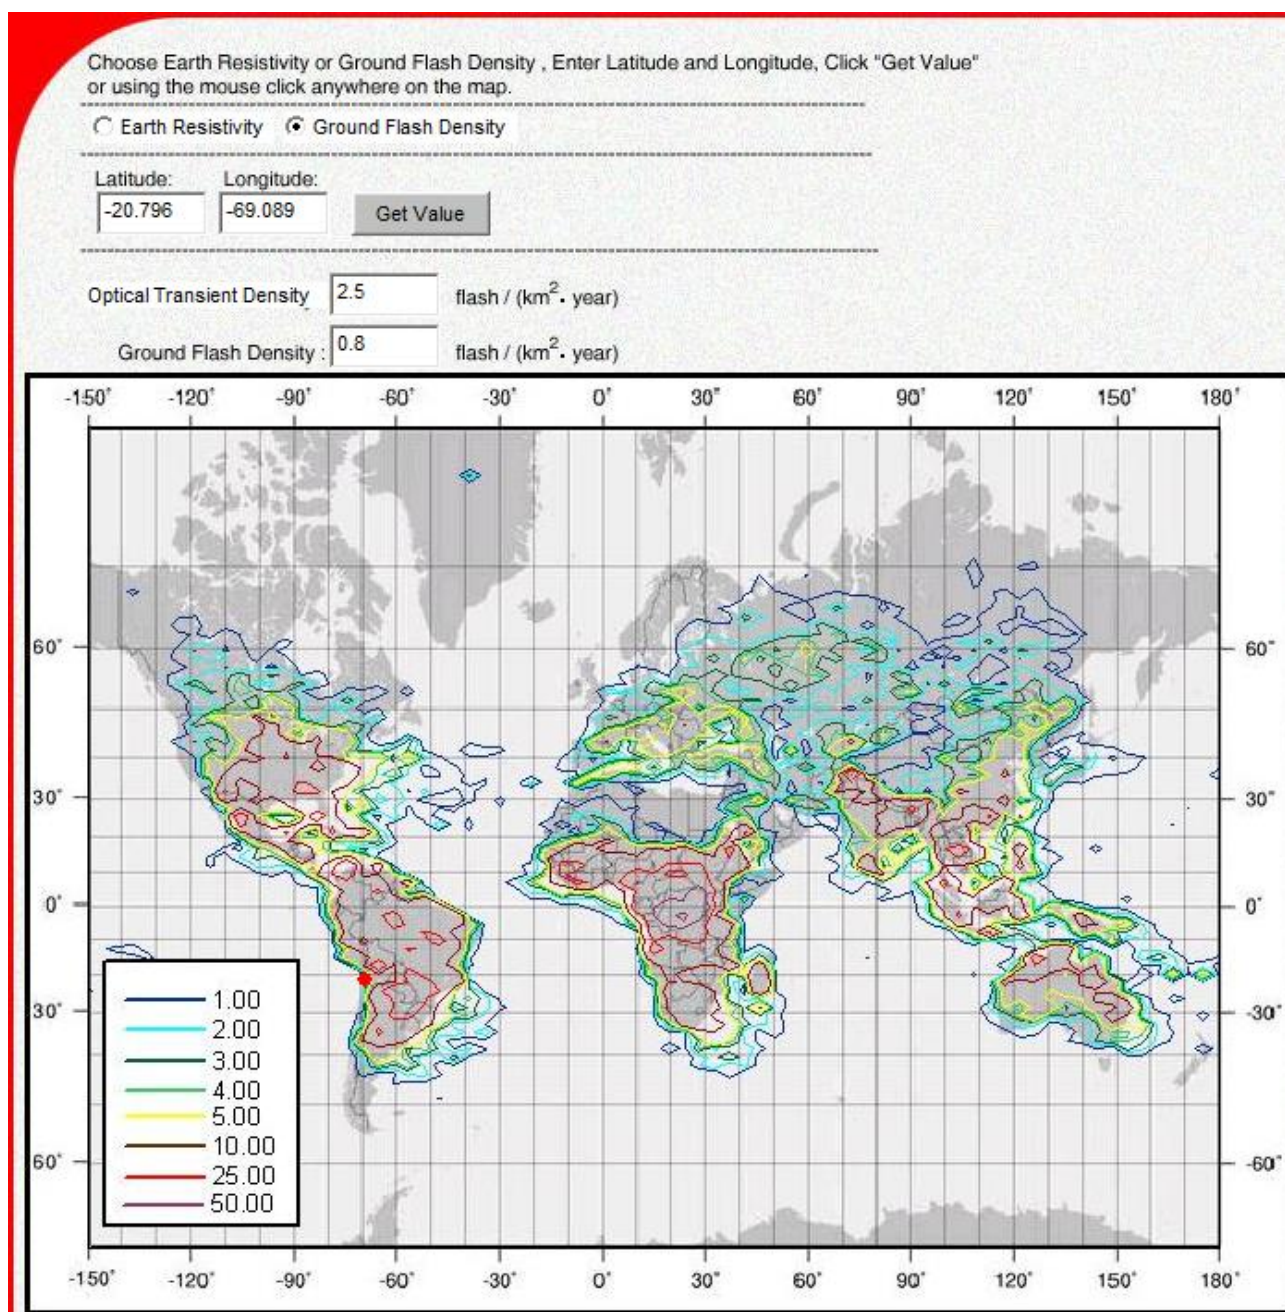 Choose Earth Resistivity or Ground Flash Density , Enter Latitude and Longitude, Click "Get Value"
or using the mouse click anywhere on the map.
Earth Resistivity Ground Flash Density
Latitude: Longitude:
-20.796 -69.089 Get Value
Optical Transient Density 2.5 flash / (km². year)
Ground Flash Density : 0.8 flash / (km². year)
-150° -120° -90° -60° -30° 0° 30° 60° 90° 120° 150° 180°
60° 60°
30° 30°
0° 0°
1.00
30° -30°
2.00
3.00
4.00
5.00
10.00
60° -60°
25.00
50.00
-150° -120° -90° -60° -30° 0° 30° 60° 90° 120° 150° 180°